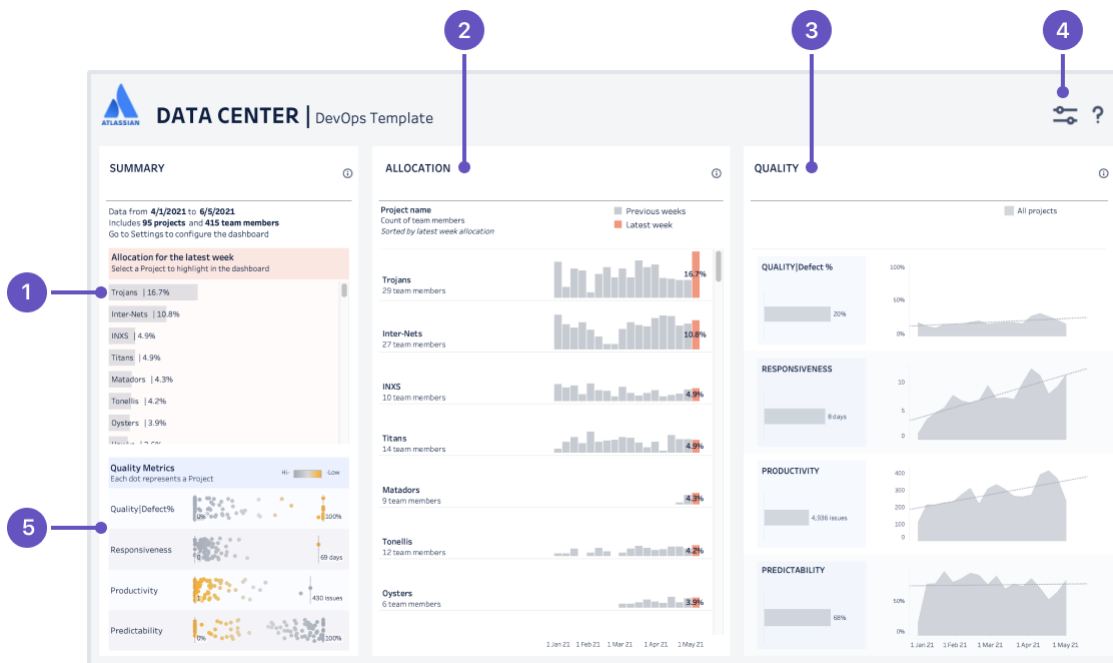 2
3
4
ATLASSIAN
DATA CENTER | DevOps Template
?
SUMMARY
Data from 4/1/2021 to 6/5/2021
Includes 95 projects and 415 team members
Go to Settings to configure the dashboard
Allocation for the latest week
Select a Project to highlight in the dashboard
1
Trojans | 16.7%
Inter-Nets | 10.8%
INXS | 4.9%
Titans | 4.9%
Matadors | 4.3%
Tonellis | 4.2%
Oysters | 3.9%
Quality Metrics
Each dot represents a Project
Hi- -Low
5
Quality|Defect%
0% 100%
Responsiveness
0 69 days
Productivity
1 430 issues
Predictability
0% 100%
ALLOCATION
Project name
Count of team members
Sorted by latest week allocation
Previous weeks
Latest week
Trojans
29 team members
16.7%
Inter-Nets
27 team members
10.8%
INXS
10 team members
4.9%
Titans
14 team members
4.9%
Matadors
9 team members
4.3%
Tonellis
12 team members
4.2%
Oysters
6 team members
3.9%
1 Jan 21 1 Feb 21 1 Mar 21 1 Apr 21 1 May 21
QUALITY
All projects
QUALITY|Defect %
20%
100%
50%
0%
RESPONSIVENESS
8 days
10
5
0
PRODUCTIVITY
4,936 issues
400
300
200
100
0
PREDICTABILITY
68%
50%
0%
1 Jan 21 1 Feb 21 1 Mar 21 1 Apr 21 1 May 21